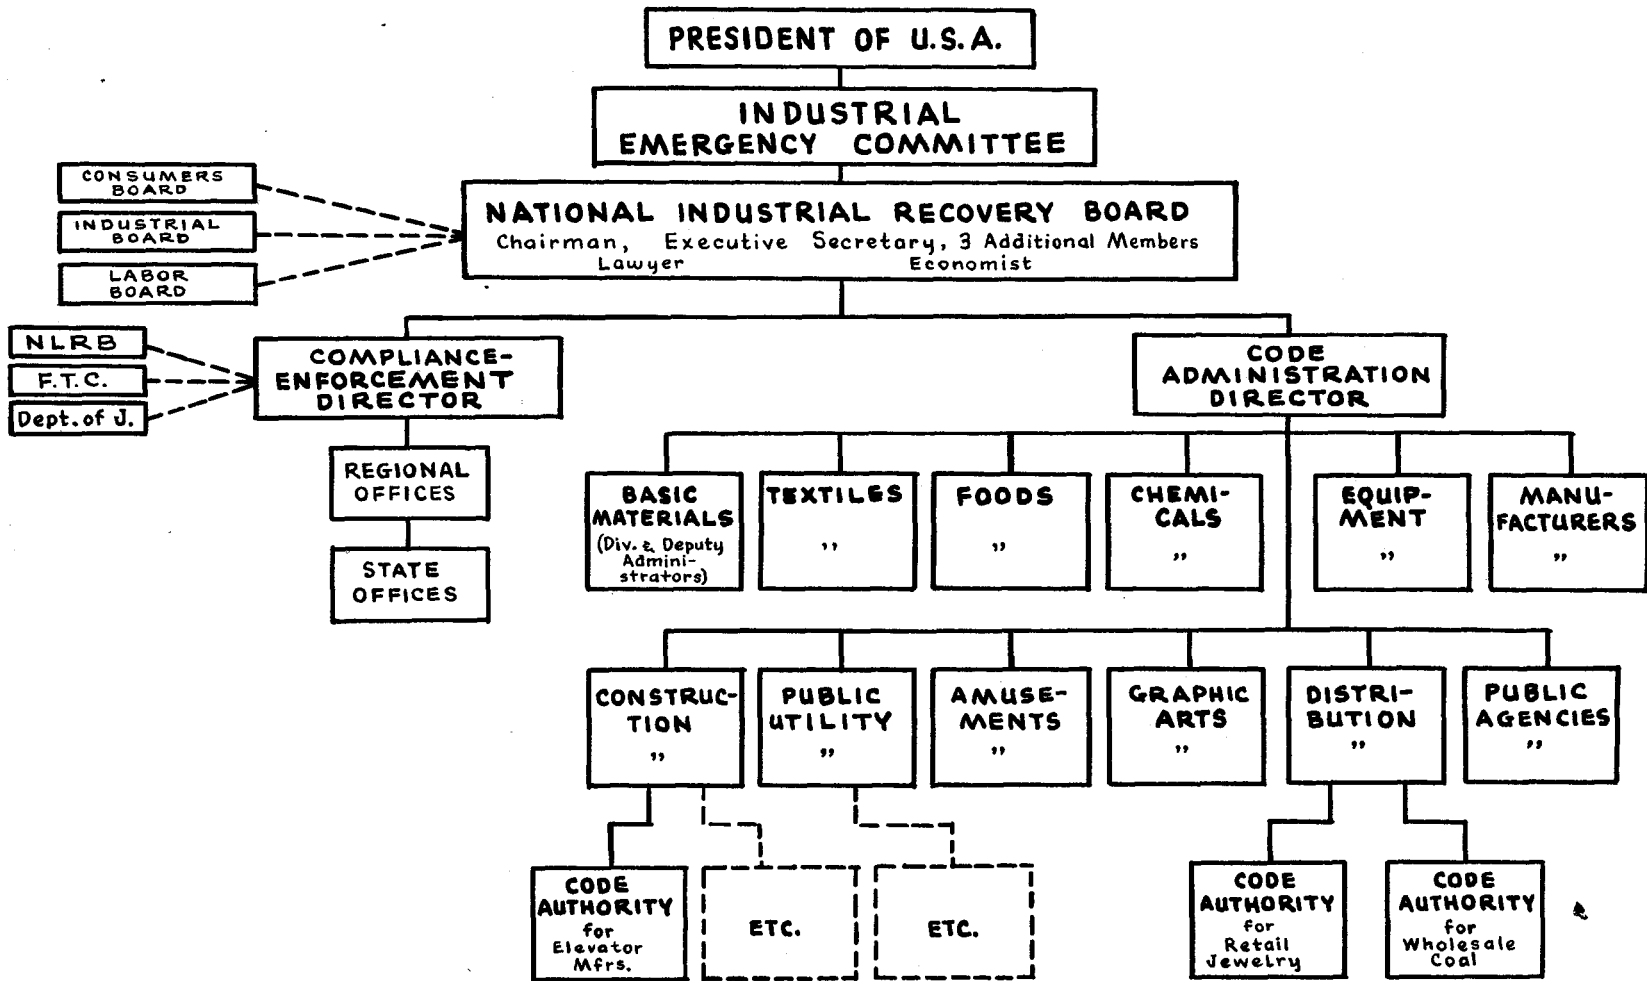 PRESIDENT OF U.S.A.
INDUSTRIAL
EMERGENCY COMMITTEE
CONSUMERS
BOARD
INDUSTRIAL
BOARD
LABOR
BOARD
NATIONAL INDUSTRIAL RECOVERY BOARD
Chairman, Executive Secretary, 3 Additional Members
Lawyer Economist
NLRB
F.T.C.
Dept. of J.
COMPLIANCE-
ENFORCEMENT
DIRECTOR
CODE
ADMINISTRATION
DIRECTOR
REGIONAL
OFFICES
STATE
OFFICES
BASIC
MATERIALS
(Div. & Deputy
Admini-
strators)
TEXTILES
"
FOODS
"
CHEMI-
CALS
"
EQUIP-
MENT
"
MANU-
FACTURERS
"
CONSTRUC-
TION
"
PUBLIC
UTILITY
"
AMUSE-
MENTS
"
GRAPHIC
ARTS
"
DISTRI-
BUTION
"
PUBLIC
AGENCIES
"
CODE
AUTHORITY
for
Elevator
Mfrs.
ETC.
ETC.
CODE
AUTHORITY
for
Retail
Jewelry
CODE
AUTHORITY
for
Wholesale
Coal